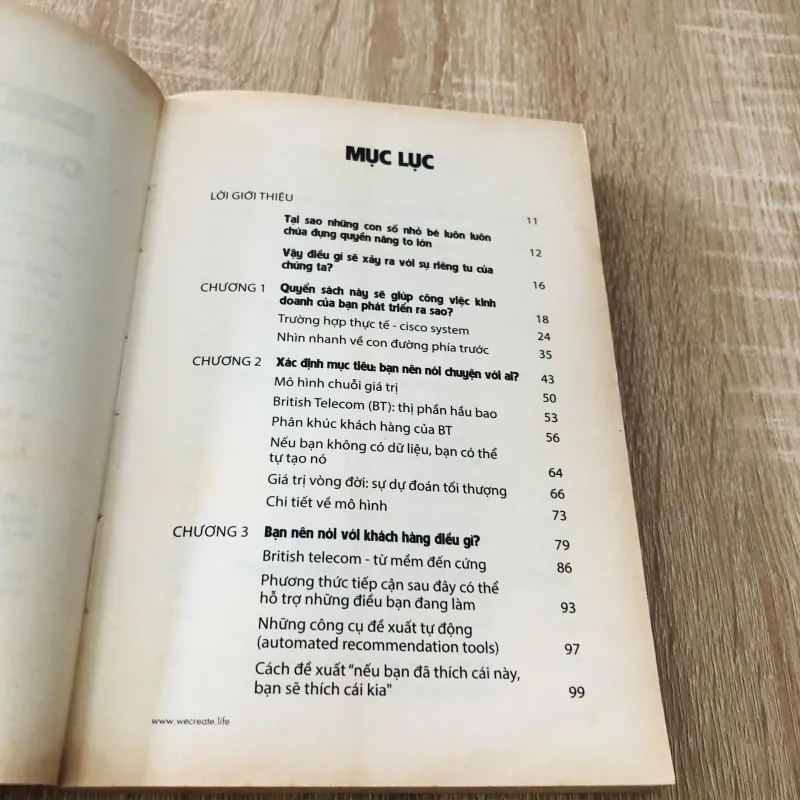 MỤC LỤC
LỜI GIỚI THIỆU 11
Tại sao những con số nhỏ bé luôn luôn
chứa đựng quyền năng to lớn 12
Vậy điều gì sẽ xảy ra với sự riêng tư của
chúng ta? 16
CHƯƠNG 1 Quyển sách này sẽ giúp công việc kinh
doanh của bạn phát triển ra sao? 18
Trường hợp thực tế - cisco system 24
Nhìn nhanh về con đường phía trước 35
CHƯƠNG 2 Xác định mục tiêu: bạn nên nói chuyện với ai? 43
Mô hình chuỗi giá trị 50
British Telecom (BT): thị phần hầu bao 53
Phân khúc khách hàng của BT 56
Nếu bạn không có dữ liệu, bạn có thể
tự tạo nó 64
Giá trị vòng đời: sự dự đoán tối thượng 66
Chi tiết về mô hình 73
CHƯƠNG 3 Bạn nên nói với khách hàng điều gì? 79
British telecom - từ mềm đến cứng 86
Phương thức tiếp cận sau đây có thể
hỗ trợ những điều bạn đang làm 93
Những công cụ đề xuất tự động
(automated recommendation tools) 97
Cách đề xuất "nếu bạn đã thích cái này,
bạn sẽ thích cái kia" 99
www.wecreate.life